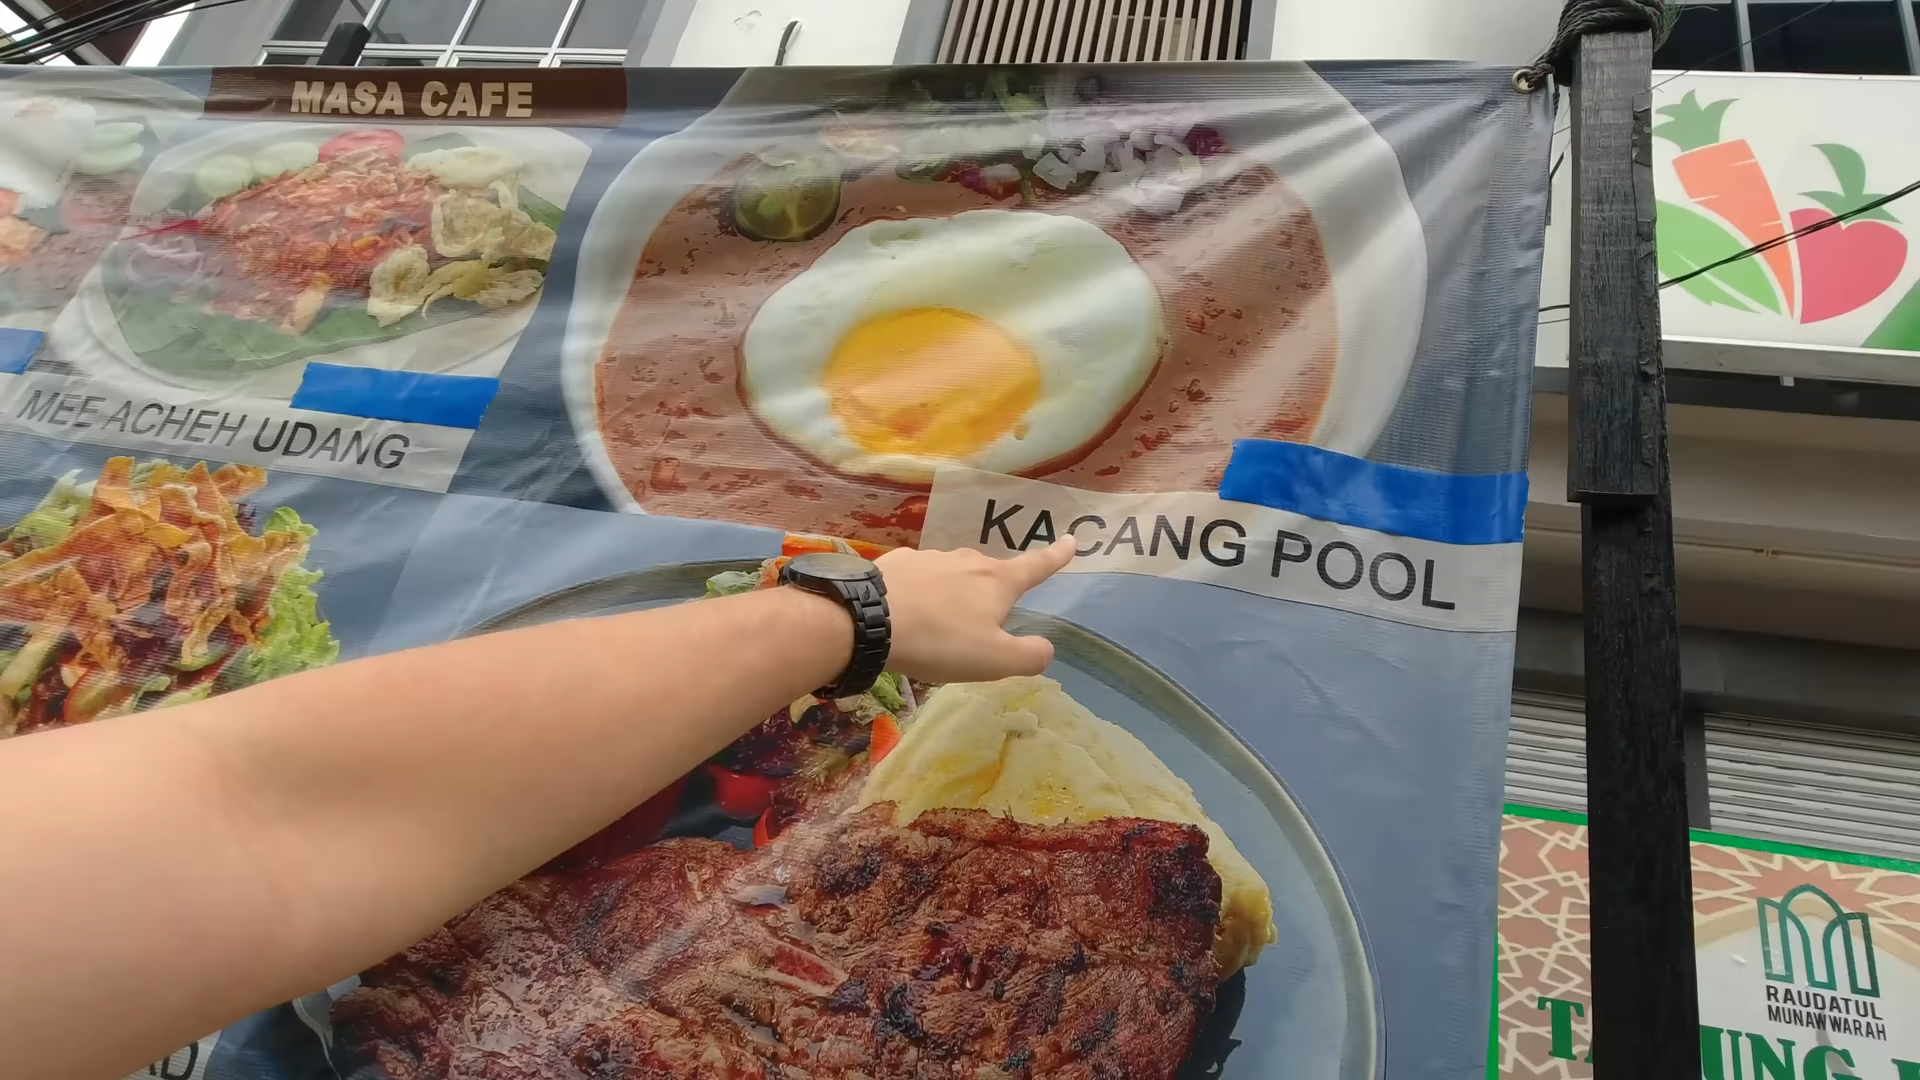 MASA CAFE
MEE ACHEH UDANG
KACANG POOL
RAUDATUL
MUNAWWARAH